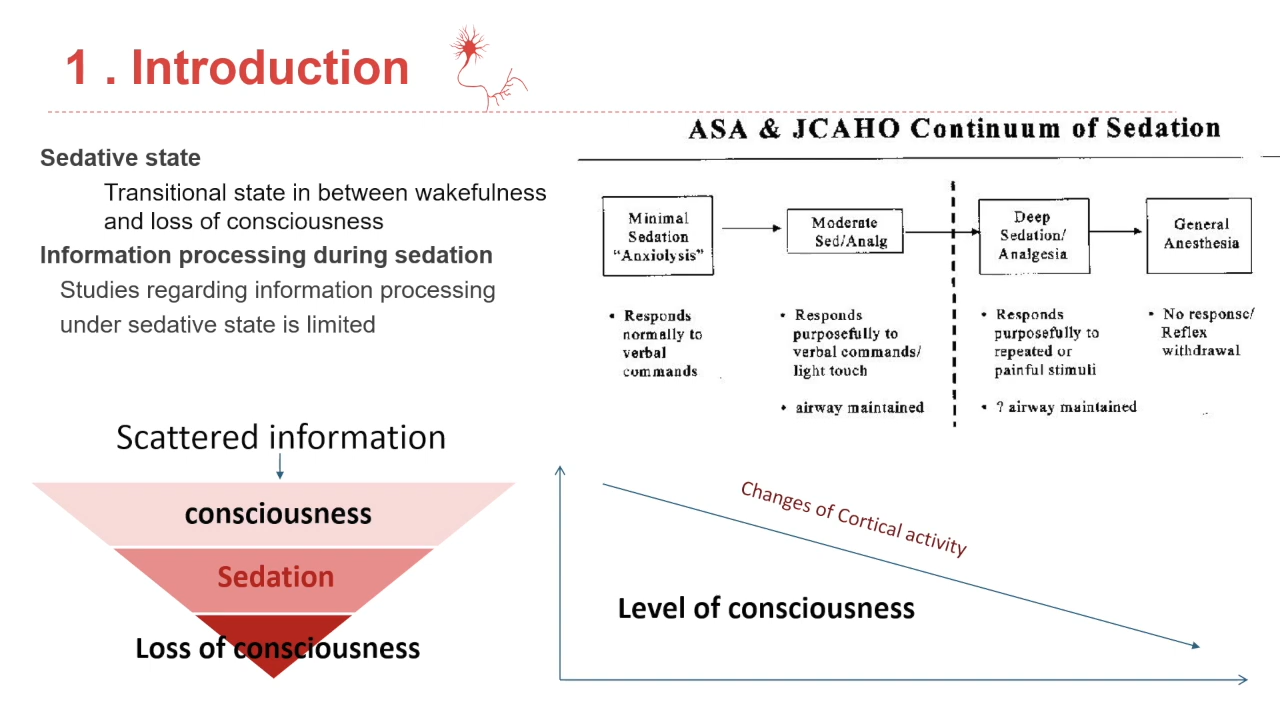 1 . Introduction
Sedative state
Transitional state in between wakefulness
and loss of consciousness
Information processing during sedation
Studies regarding information processing
under sedative state is limited
ASA & JCAHO Continuum of Sedation
Minimal
Sedation
“Anxiolysis”
Moderate
Sed/Analg
Deep
Sedation/
Analgesia
General
Anesthesia
• Responds
normally to
verbal
commands
• Responds
purposefully to
verbal commands/
light touch
• airway maintained
• Responds
purposefully to
repeated or
painful stimuli
• ? airway maintained
• No response/
Reflex
withdrawal
Scattered information
consciousness
Sedation
Loss of consciousness
Changes of Cortical activity
Level of consciousness